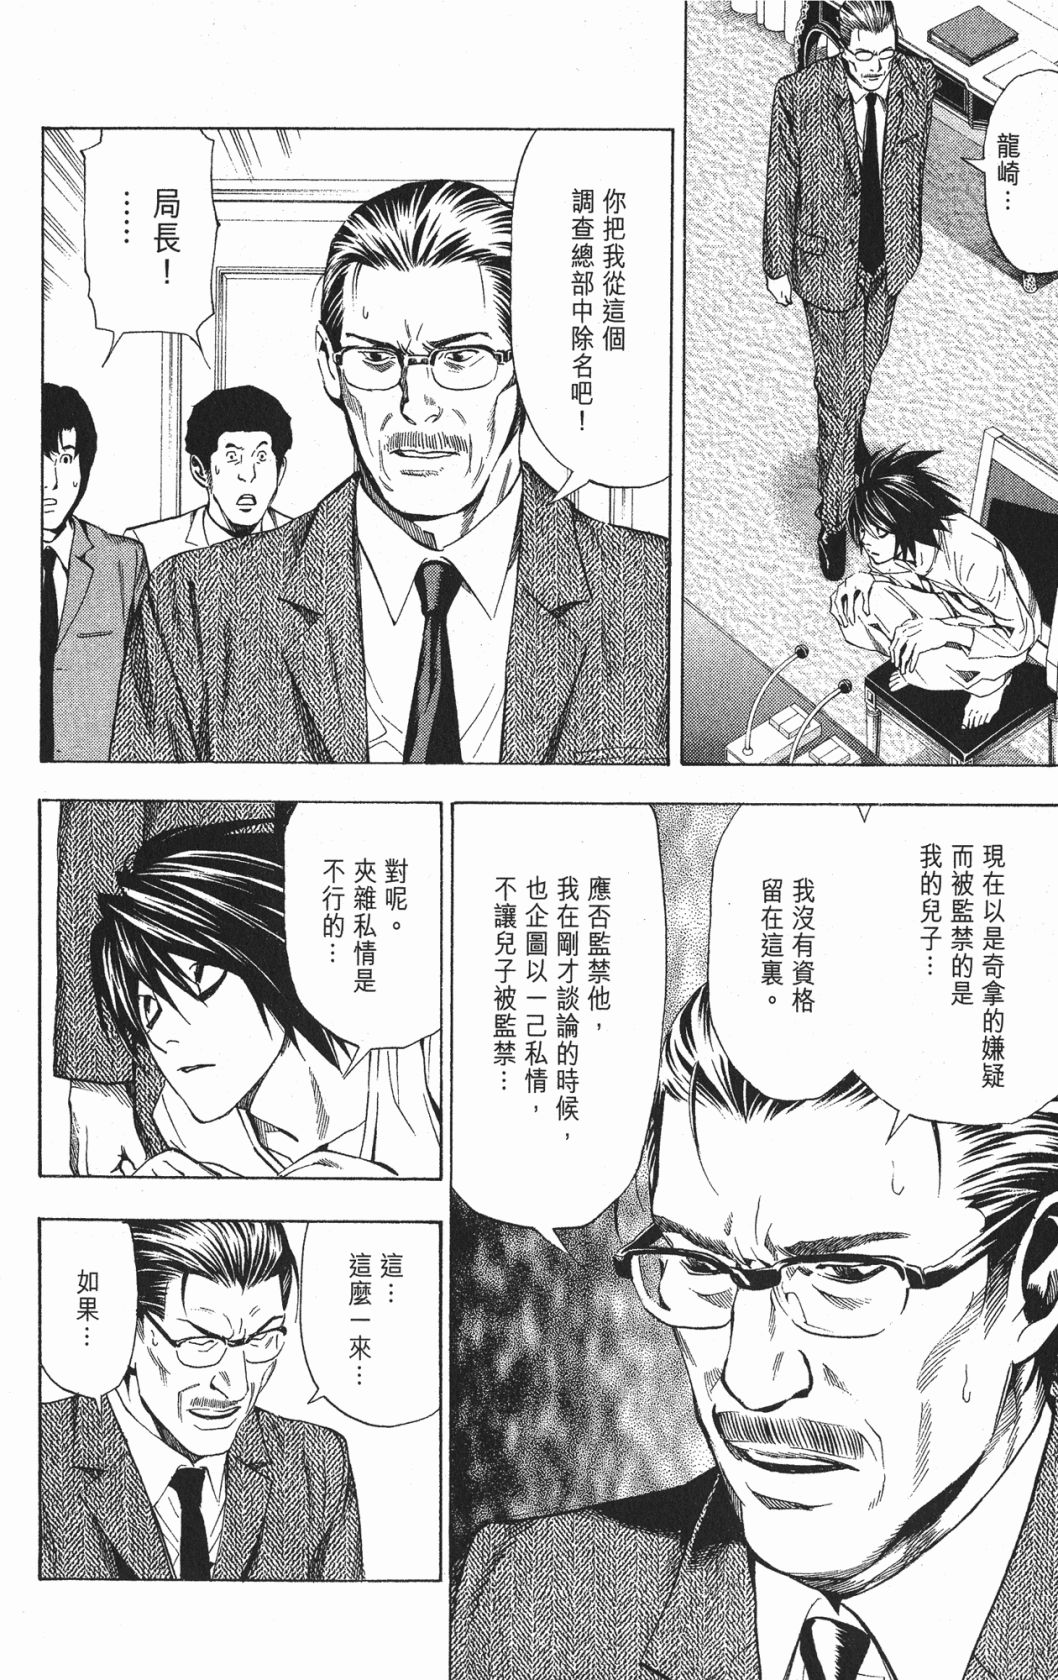 龍崎…
你把我從這個
調查總部中除名吧！
局長！
……
現在以是奇拿的嫌疑
而被監禁的是
我的兒子…
我沒有資格
留在這裏。
應否監禁他，
我在剛才談論的時候，
也企圖以一己私情，
不讓兒子被監禁…
對呢。
夾雜私情是
不行的…
這…
這麼一來…
如果…